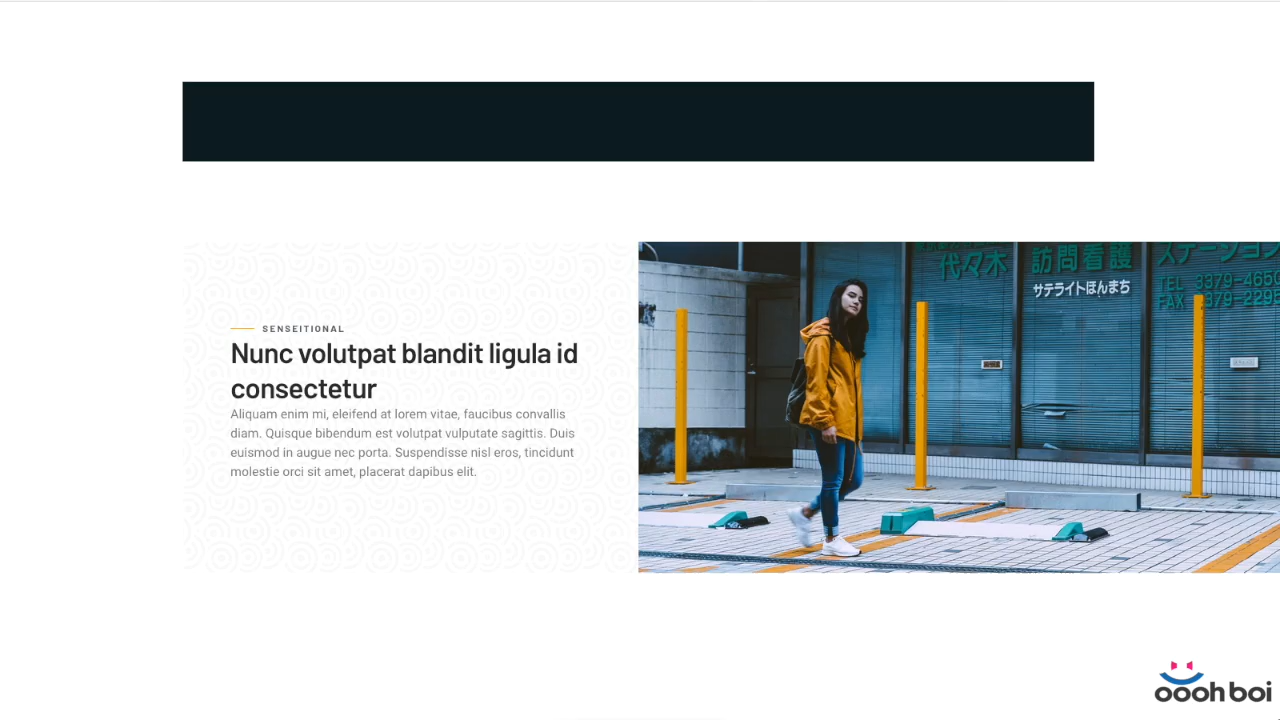 SENSEITIONAL
Nunc volutpat blandit ligula id
consectetur
Aliquam enim mi, eleifend at lorem vitae, faucibus convallis
diam. Quisque bibendum est volutpat vulputate sagittis. Duis
euismod in augue nec porta. Suspendisse nisl eros, tincidunt
molestie orci sit amet, placerat dapibus elit.
代々木
訪問看護
ステーション
サテライトほんまち
TEL 3379-4650
FAX 3379-229
oooh boi